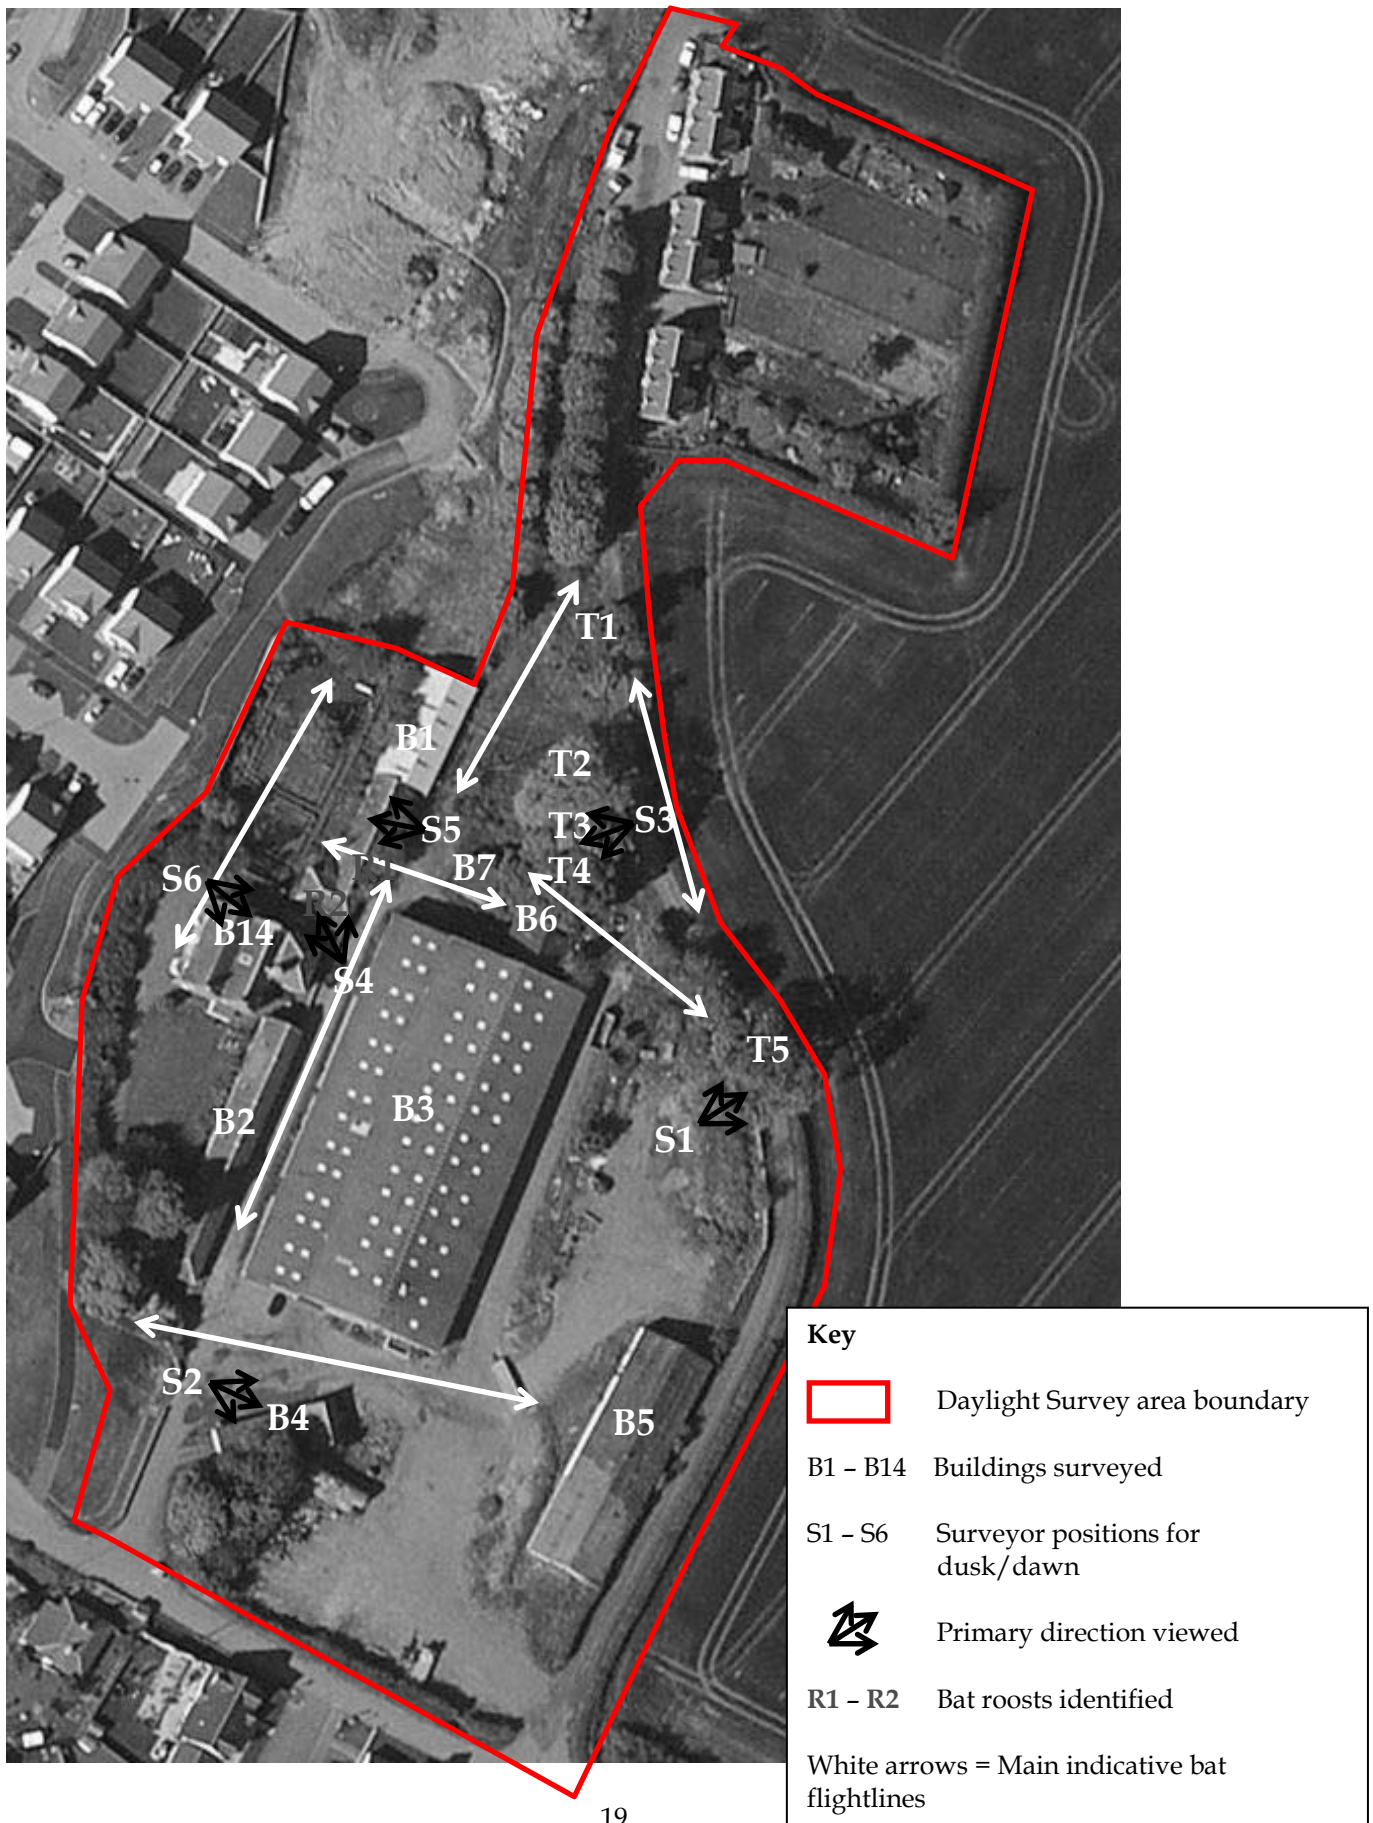 T1
B1
T2
T3
S3
S5
B7
T4
S6
R2
B6
B14
S4
T5
B3
B2
S1
S2
B4
B5
Key
Daylight Survey area boundary
B1 – B14 Buildings surveyed
S1 – S6 Surveyor positions for
dusk/dawn
Primary direction viewed
R1 – R2 Bat roosts identified
White arrows = Main indicative bat
flightlines
19